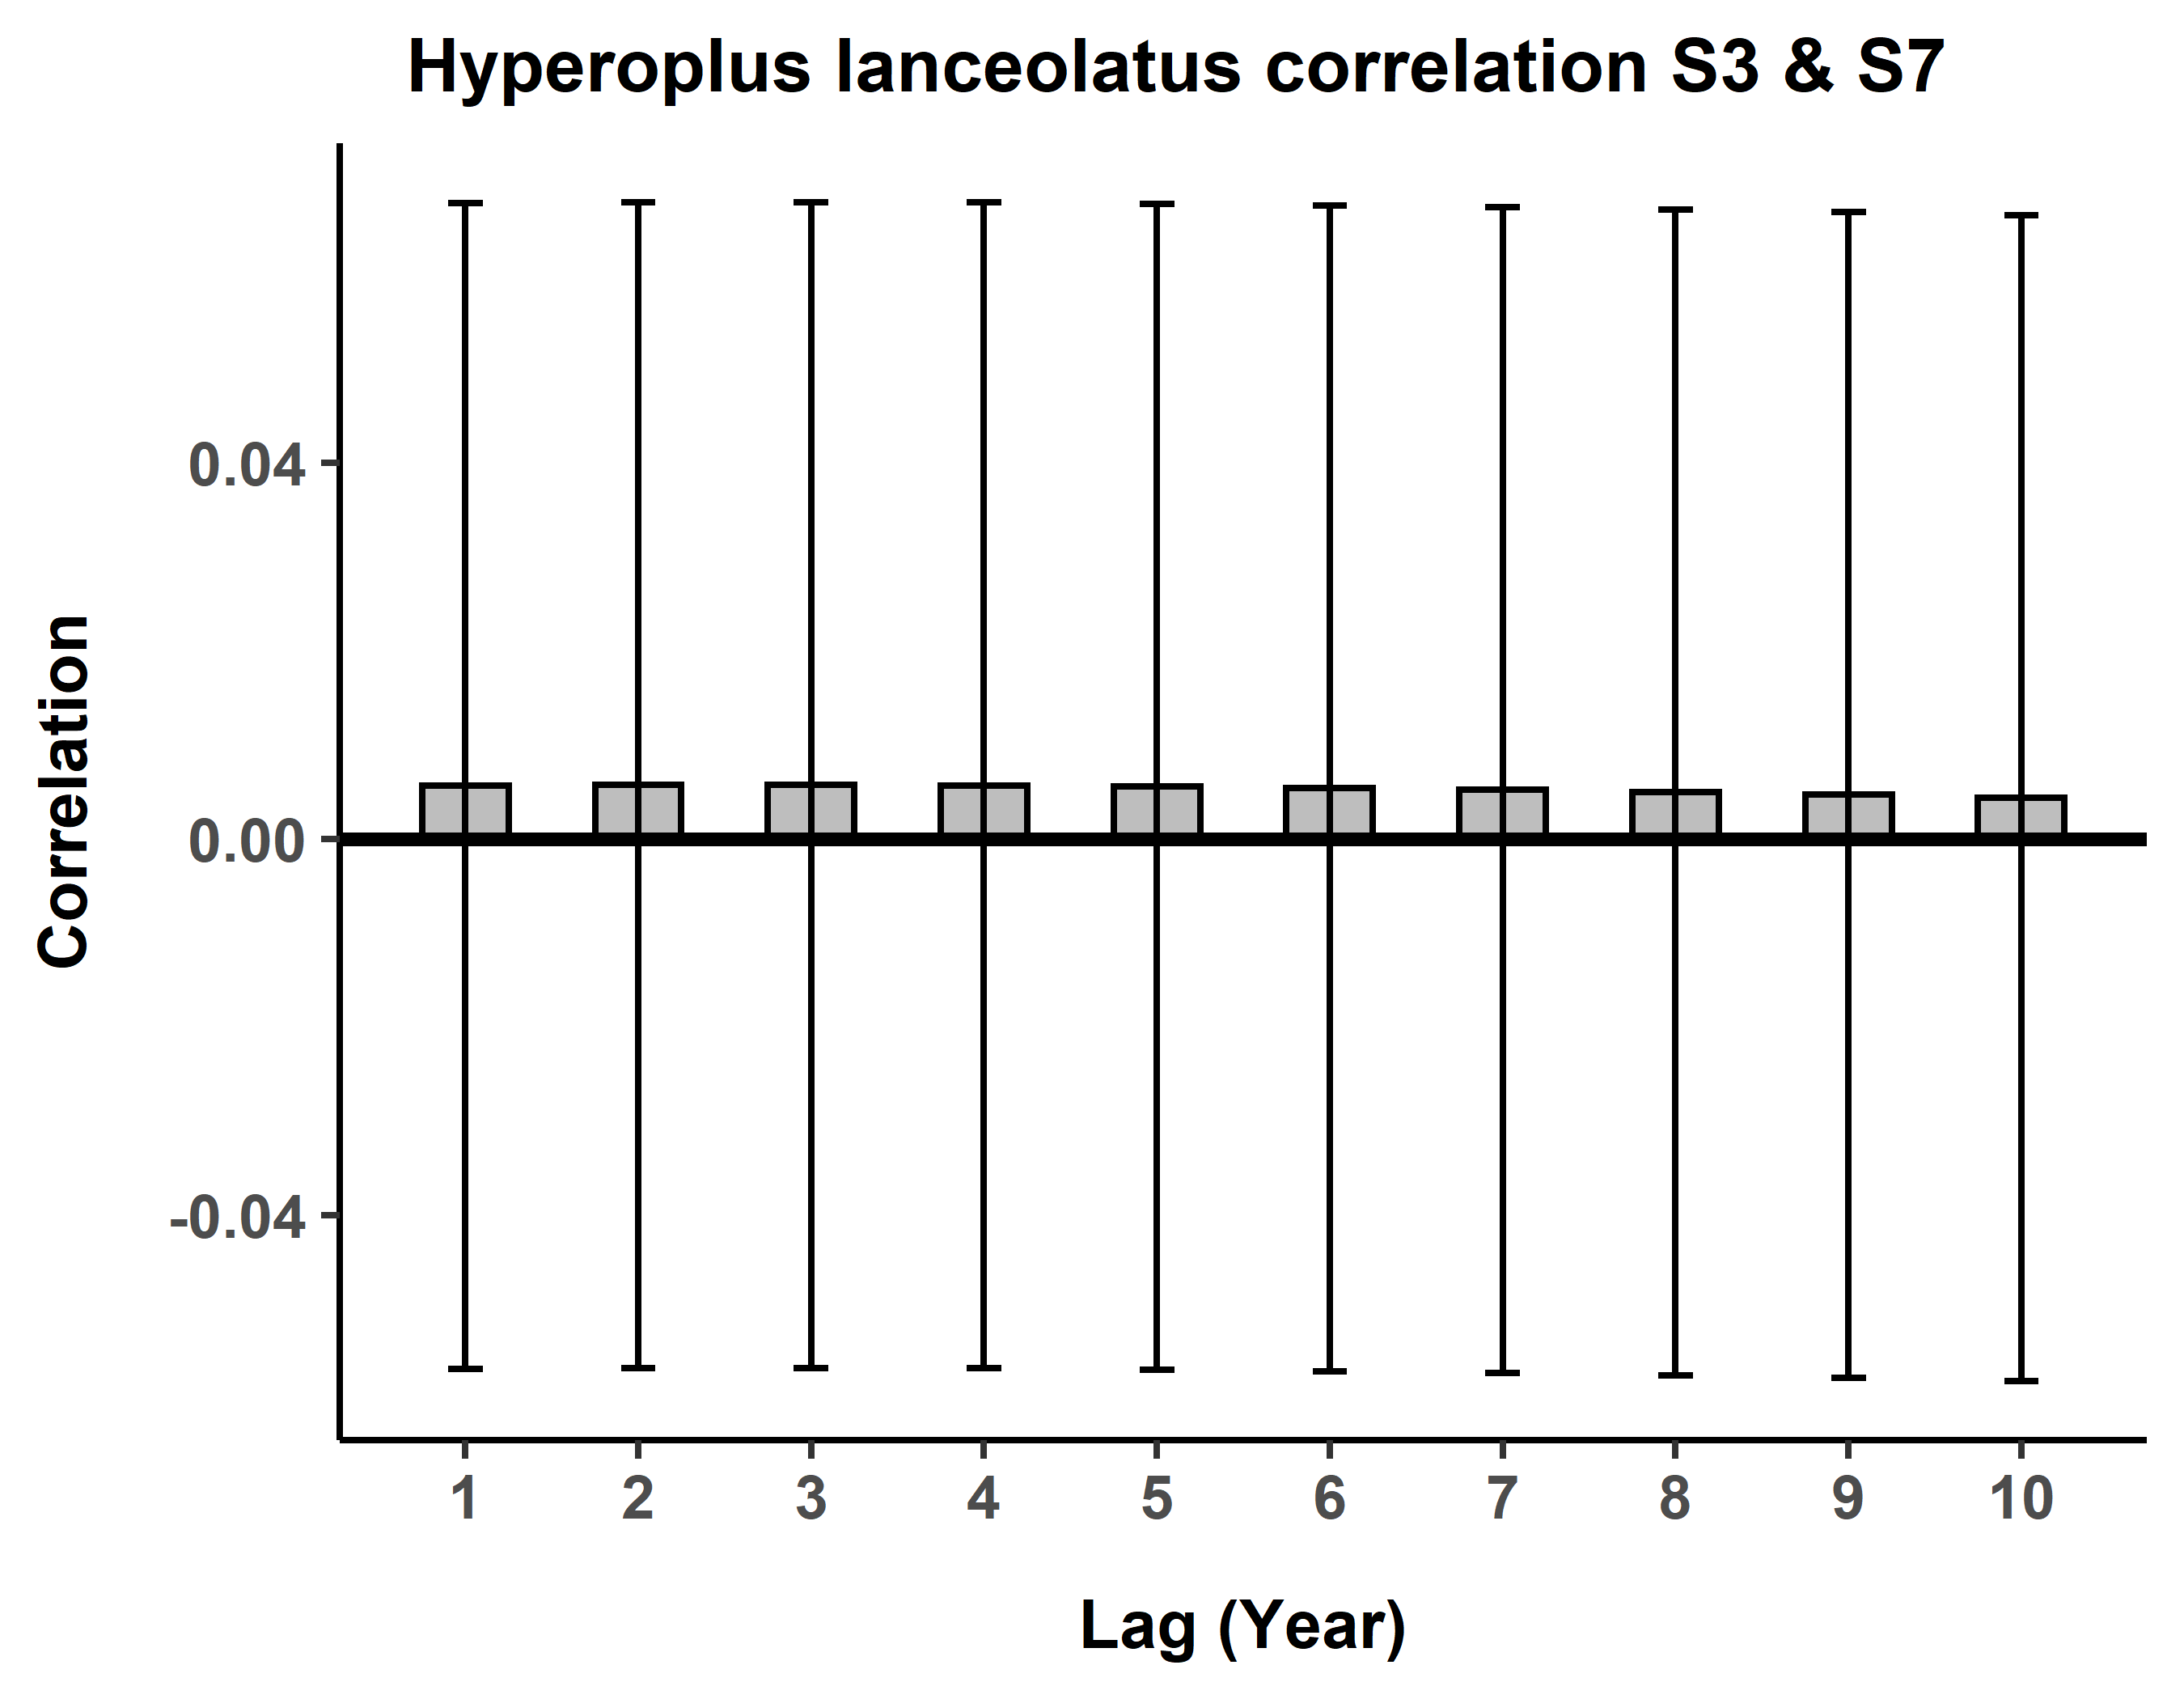 Hyperoplus lanceolatus correlation S3 & S7
Correlation
0.04
0.00
-0.04
1 2 3 4 5 6 7 8 9 10
Lag (Year)